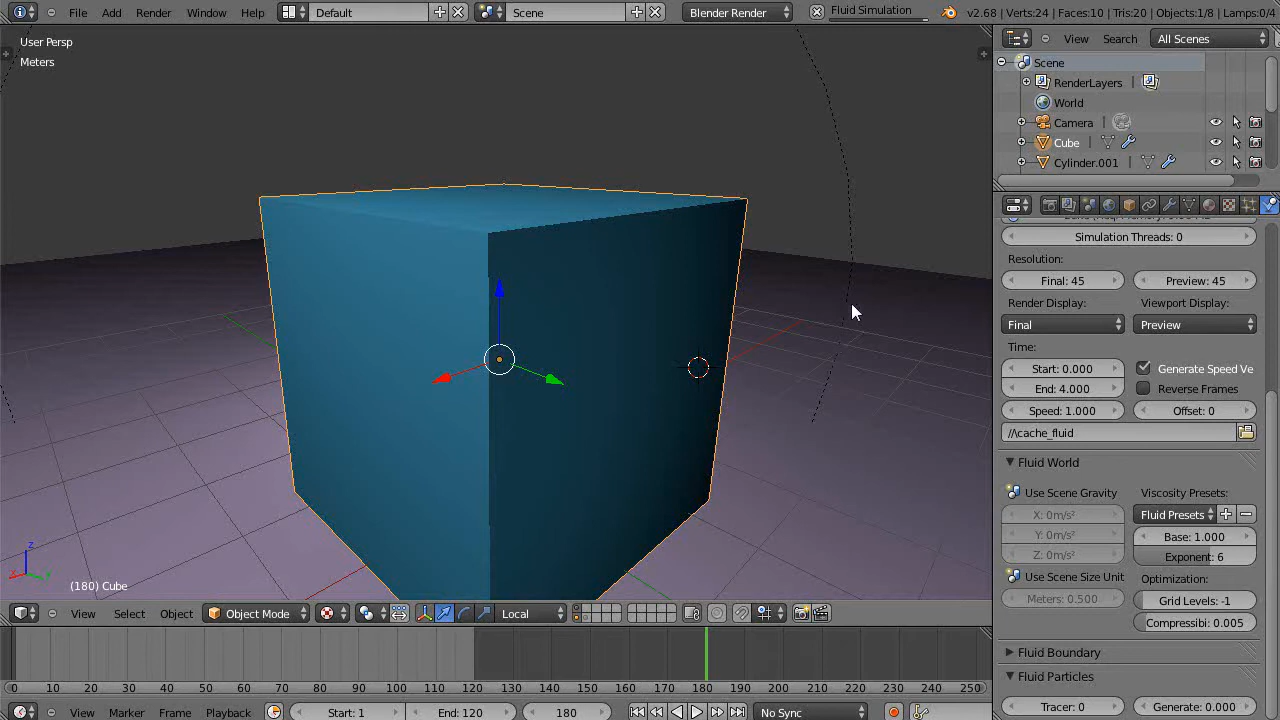 File Add Render Window Help Default Scene Blender Render Fluid Simulation v2.68 | Verts:24 | Faces:10 | Tris:20 | Objects:1/8 | Lamps:0/4
User Persp
Meters
View Search All Scenes
Scene
RenderLayers |
World
Camera |
Cube |
Cylinder.001 |
Simulation Threads: 0
Resolution:
Final: 45 Preview: 45
Render Display: Viewport Display:
Final Preview
Time:
Start: 0.000 Generate Speed Ve
End: 4.000 Reverse Frames
Speed: 1.000 Offset: 0
//\cache_fluid
Fluid World
Use Scene Gravity Viscosity Presets:
X: 0m/s² Fluid Presets
Y: 0m/s² Base: 1.000
Z: 0m/s² Exponent: 6
Use Scene Size Unit Optimization:
Meters: 0.500 Grid Levels: -1
Compressibi: 0.005
Fluid Boundary
Fluid Particles
Tracer: 0 Generate: 0.000
z
x y
(180) Cube
View Select Object Object Mode Local
0 10 20 30 40 50 60 70 80 90 100 110 120 130 140 150 160 170 180 190 200 210 220 230 240 250
View Marker Frame Playback Start: 1 End: 120 180 No Sync